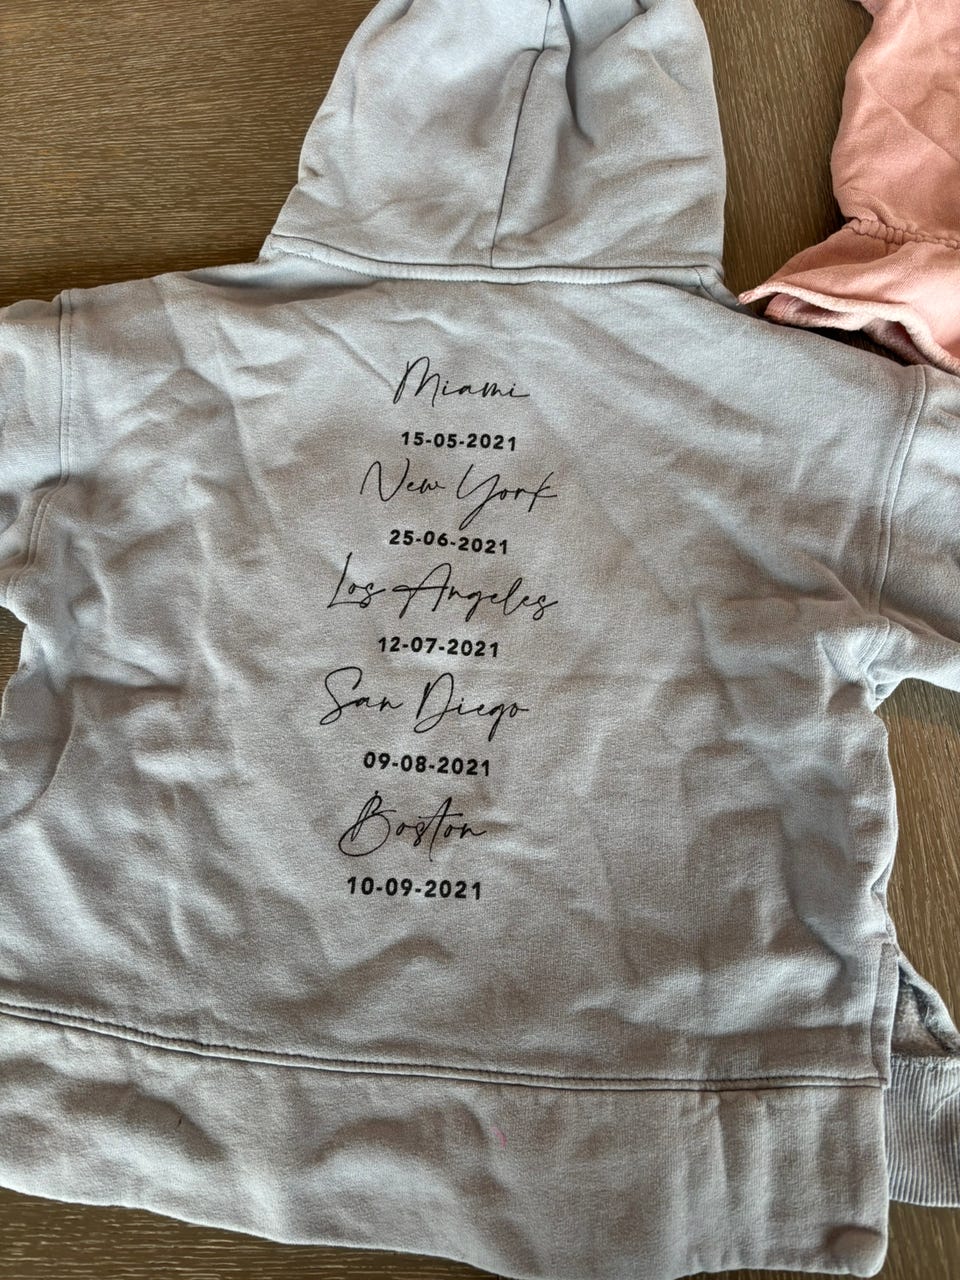 Miami
15-05-2021
New York
25-06-2021
Los Angeles
12-07-2021
San Diego
09-08-2021
Boston
10-09-2021